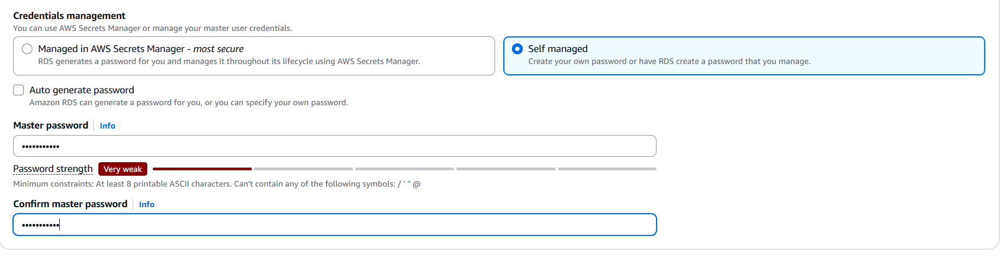 Credentials management
You can use AWS Secrets Manager or manage your master user credentials.
Managed in AWS Secrets Manager - most secure
RDS generates a password for you and manages it throughout its lifecycle using AWS Secrets Manager.
Self managed
Create your own password or have RDS create a password that you manage.
Auto generate password
Amazon RDS can generate a password for you, or you can specify your own password.
Master password Info
•••••••••••
Password strength Very weak
Minimum constraints: At least 8 printable ASCII characters. Can't contain any of the following symbols: / ' " @
Confirm master password Info
•••••••••••